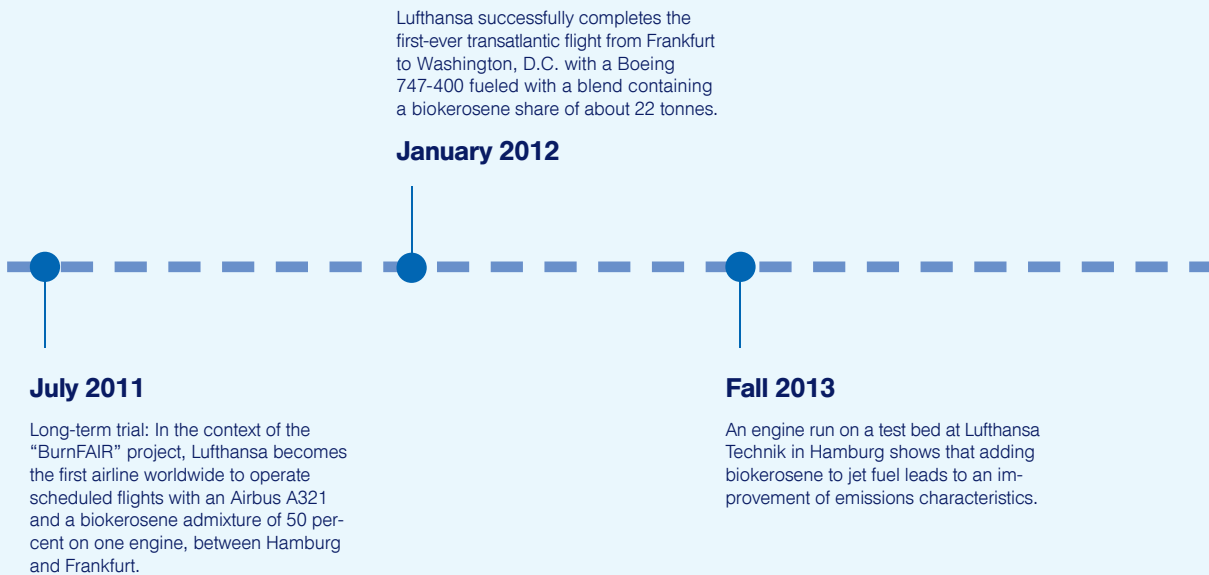 Lufthansa successfully completes the
first-ever transatlantic flight from Frankfurt
to Washington, D.C. with a Boeing
747-400 fueled with a blend containing
a biokerosene share of about 22 tonnes.
January 2012
July 2011
Long-term trial: In the context of the
“BurnFAIR” project, Lufthansa becomes
the first airline worldwide to operate
scheduled flights with an Airbus A321
and a biokerosene admixture of 50 per-
cent on one engine, between Hamburg
and Frankfurt.
Fall 2013
An engine run on a test bed at Lufthansa
Technik in Hamburg shows that adding
biokerosene to jet fuel leads to an im-
provement of emissions characteristics.